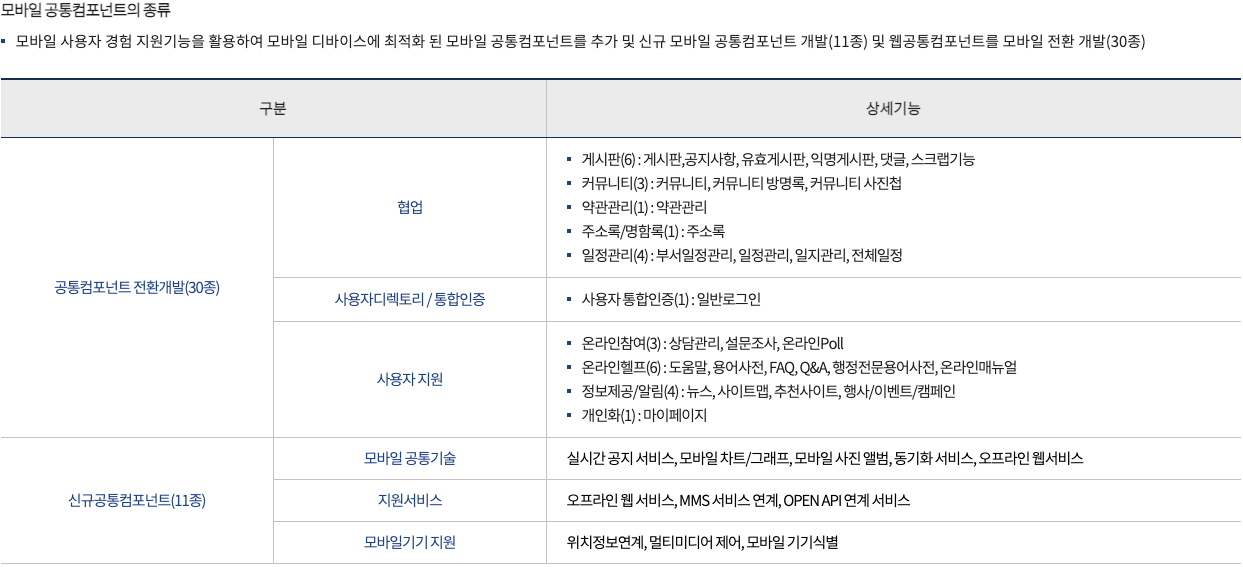 모바일 공통컴포넌트의 종류
모바일 사용자 경험 지원기능을 활용하여 모바일 디바이스에 최적화 된 모바일 공통컴포넌트를 추가 및 신규 모바일 공통컴포넌트 개발(11종) 및 웹공통컴포넌트를 모바일 전환 개발(30종)
구분
상세기능
공통컴포넌트 전환개발(30종)
협업
게시판(6) : 게시판,공지사항, 유효게시판, 익명게시판, 댓글, 스크랩기능
커뮤니티(3) : 커뮤니티, 커뮤니티 방명록, 커뮤니티 사진첩
약관관리(1) : 약관관리
주소록/명함록(1) : 주소록
일정관리(4) : 부서일정관리, 일정관리, 일지관리, 전체일정
사용자디렉토리 / 통합인증
사용자 통합인증(1) : 일반로그인
사용자 지원
온라인참여(3) : 상담관리, 설문조사, 온라인Poll
온라인헬프(6) : 도움말, 용어사전, FAQ, Q&A, 행정전문용어사전, 온라인매뉴얼
정보제공/알림(4) : 뉴스, 사이트맵, 추천사이트, 행사/이벤트/캠페인
개인화(1) : 마이페이지
신규공통컴포넌트(11종)
모바일 공통기술
실시간 공지 서비스, 모바일 차트/그래프, 모바일 사진 앨범, 동기화 서비스, 오프라인 웹서비스
지원서비스
오프라인 웹 서비스, MMS 서비스 연계, OPEN API 연계 서비스
모바일기기 지원
위치정보연계, 멀티미디어 제어, 모바일 기기식별